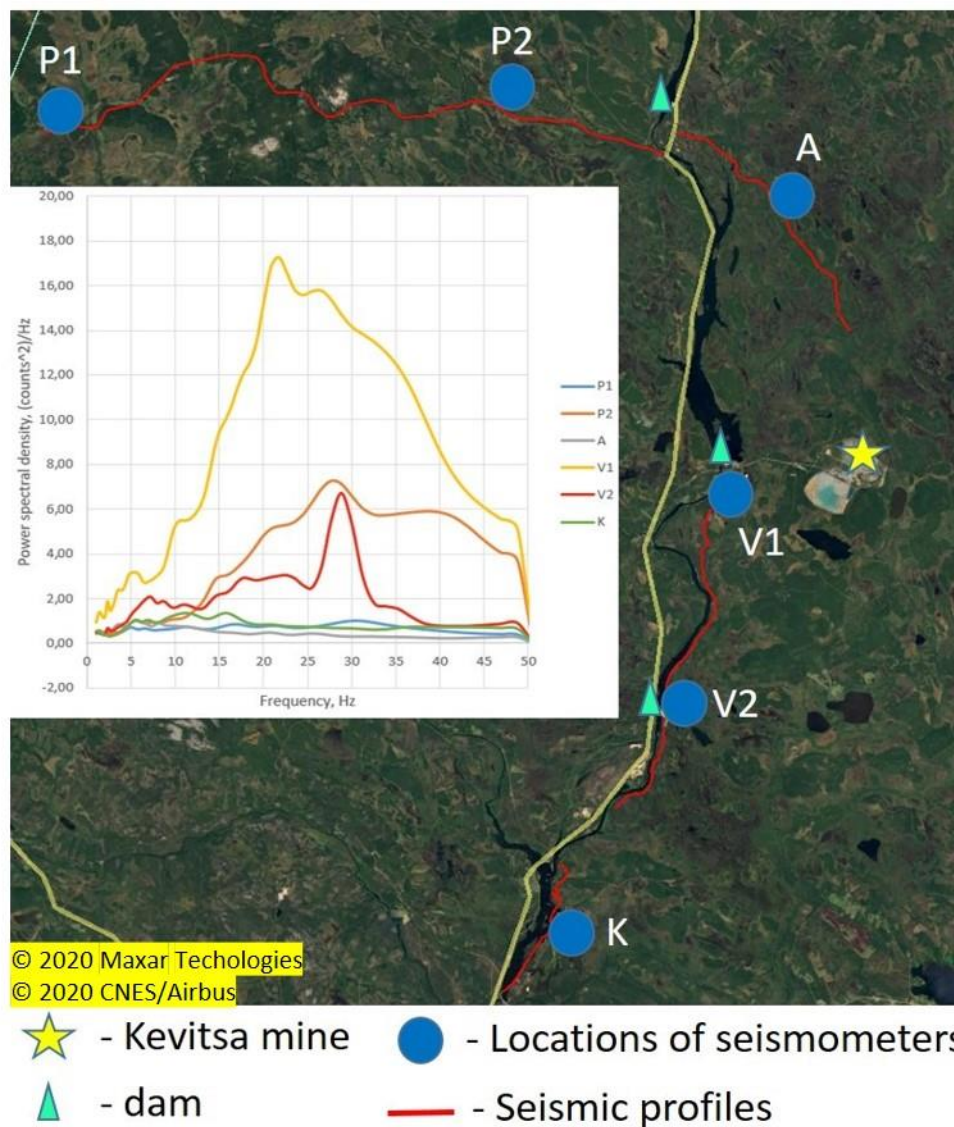 P1
P2
A
20,00
18,00
16,00
14,00
12,00
10,00
8,00
6,00
4,00
2,00
0,00
-2,00
0 5 10 15 20 25 30 35 40 45 50
Power spectral density, (counts^2)/Hz
Frequency, Hz
P1
P2
A
V1
V2
K
V1
V2
K
© 2020 Maxar Techologies
© 2020 CNES/Airbus
- Kevitsa mine
- Locations of seismometers
- dam
- Seismic profiles